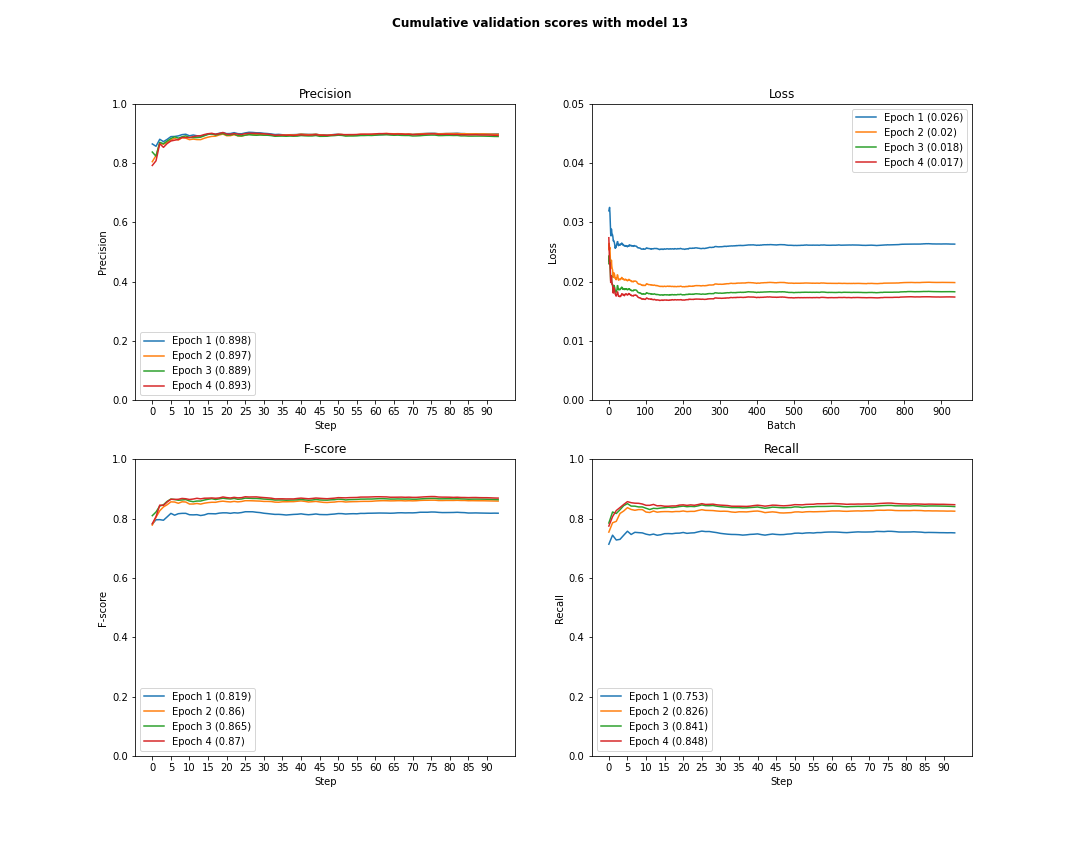 Cumulative validation scores with model 13
Precision
1.0
0.8
0.6
0.4
0.2
0.0
Precision
Epoch 1 (0.898)
Epoch 2 (0.897)
Epoch 3 (0.889)
Epoch 4 (0.893)
0 5 10 15 20 25 30 35 40 45 50 55 60 65 70 75 80 85 90
Step
Loss
0.05
0.04
0.03
0.02
0.01
0.00
Loss
Epoch 1 (0.026)
Epoch 2 (0.02)
Epoch 3 (0.018)
Epoch 4 (0.017)
0 100 200 300 400 500 600 700 800 900
Batch
F-score
1.0
0.8
0.6
0.4
0.2
0.0
F-score
Epoch 1 (0.819)
Epoch 2 (0.86)
Epoch 3 (0.865)
Epoch 4 (0.87)
0 5 10 15 20 25 30 35 40 45 50 55 60 65 70 75 80 85 90
Step
Recall
1.0
0.8
0.6
0.4
0.2
0.0
Recall
Epoch 1 (0.753)
Epoch 2 (0.826)
Epoch 3 (0.841)
Epoch 4 (0.848)
0 5 10 15 20 25 30 35 40 45 50 55 60 65 70 75 80 85 90
Step